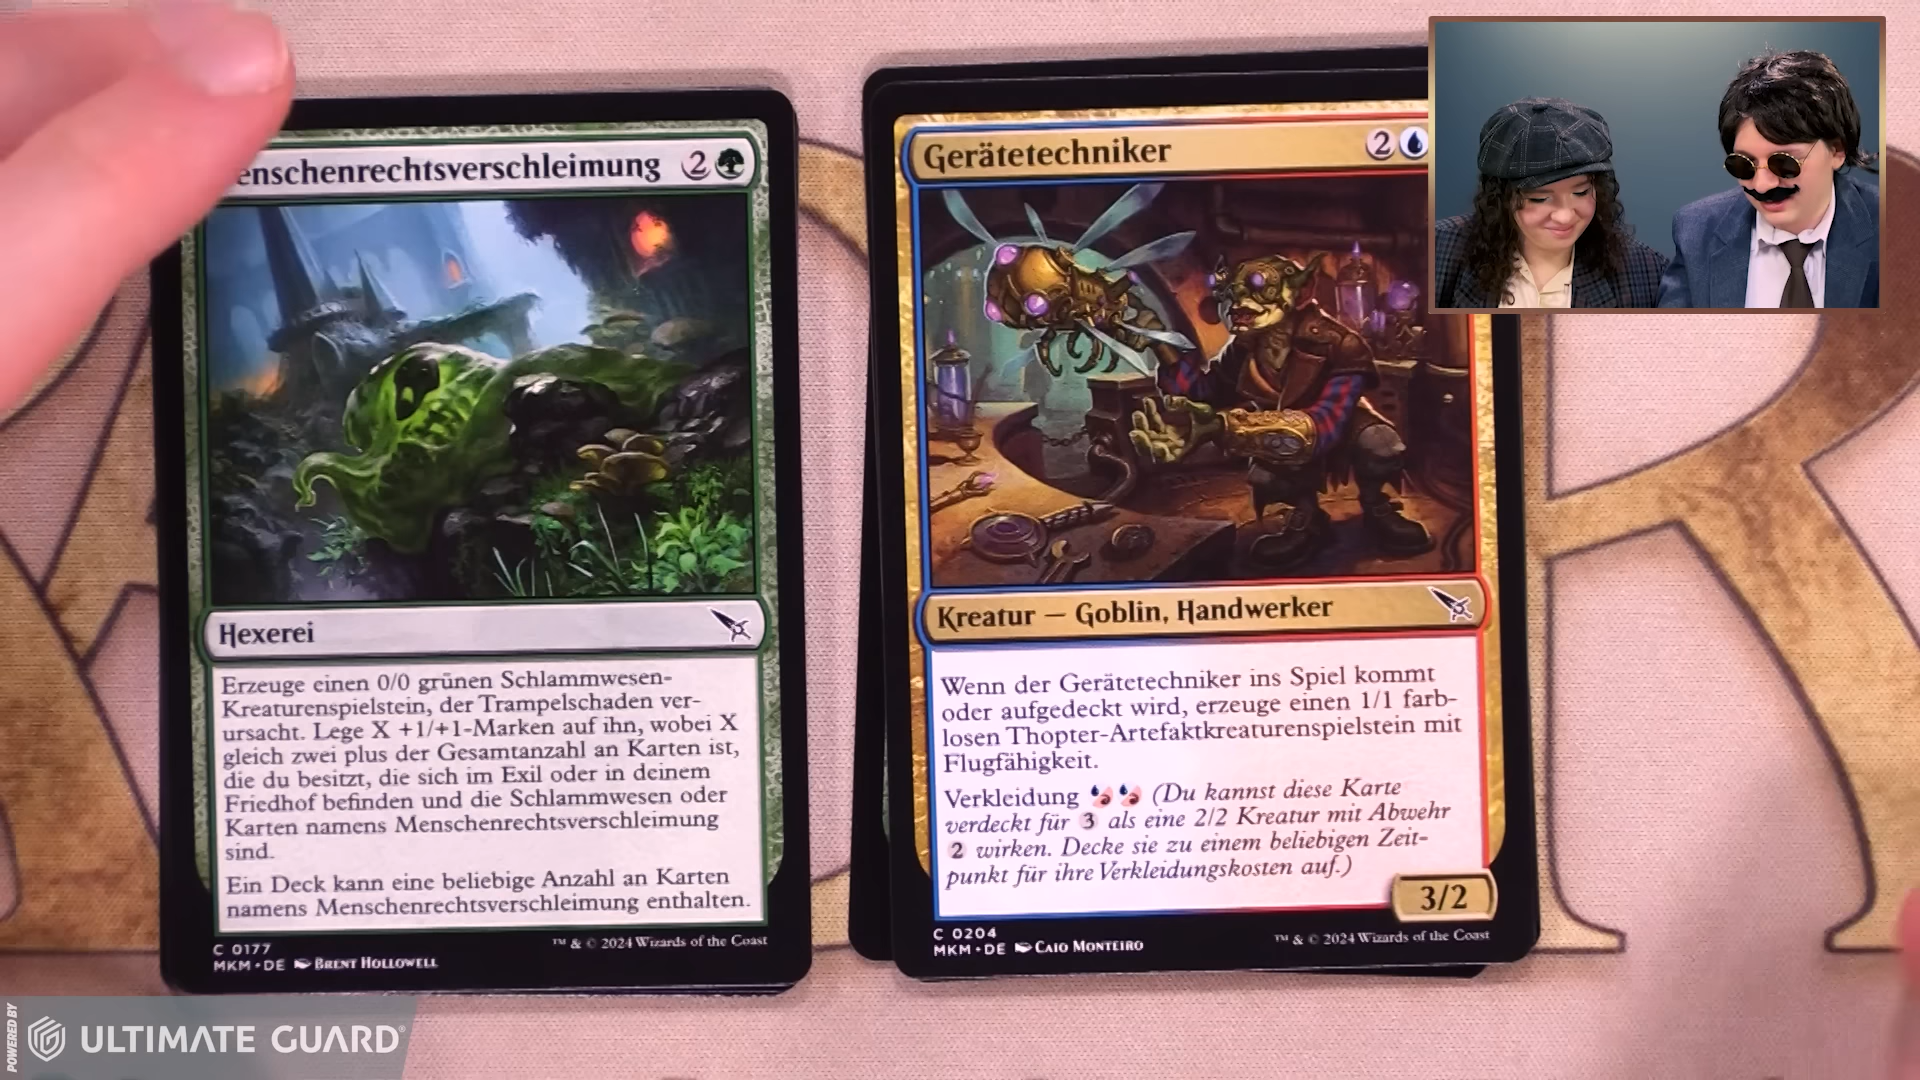 enschenrechtsverschleimung 2
Hexerei
Erzeuge einen 0/0 grünen Schlammwesen-
Kreaturenspielstein, der Trampelschaden ver-
ursacht. Lege X +1/+1-Marken auf ihn, wobei X
gleich zwei plus der Gesamtanzahl an Karten ist,
die du besitzt, die sich im Exil oder in deinem
Friedhof befinden und die Schlammwesen oder
Karten namens Menschenrechtsverschleimung
sind.
Ein Deck kann eine beliebige Anzahl an Karten
namens Menschenrechtsverschleimung enthalten.
C 0177
MKM • DE Brent Hollowell
™ & © 2024 Wizards of the Coast
Gerätetechniker 2
Kreatur — Goblin, Handwerker
Wenn der Gerätetechniker ins Spiel kommt
oder aufgedeckt wird, erzeuge einen 1/1 farb-
losen Thopter-Artefaktkreaturenspielstein mit
Flugfähigkeit.
Verkleidung (Du kannst diese Karte
verdeckt für 3 als eine 2/2 Kreatur mit Abwehr
2 wirken. Decke sie zu einem beliebigen Zeit-
punkt für ihre Verkleidungskosten auf.)
3/2
C 0204
MKM • DE Caio Monteiro
™ & © 2024 Wizards of the Coast
POWERED BY
ULTIMATE GUARD